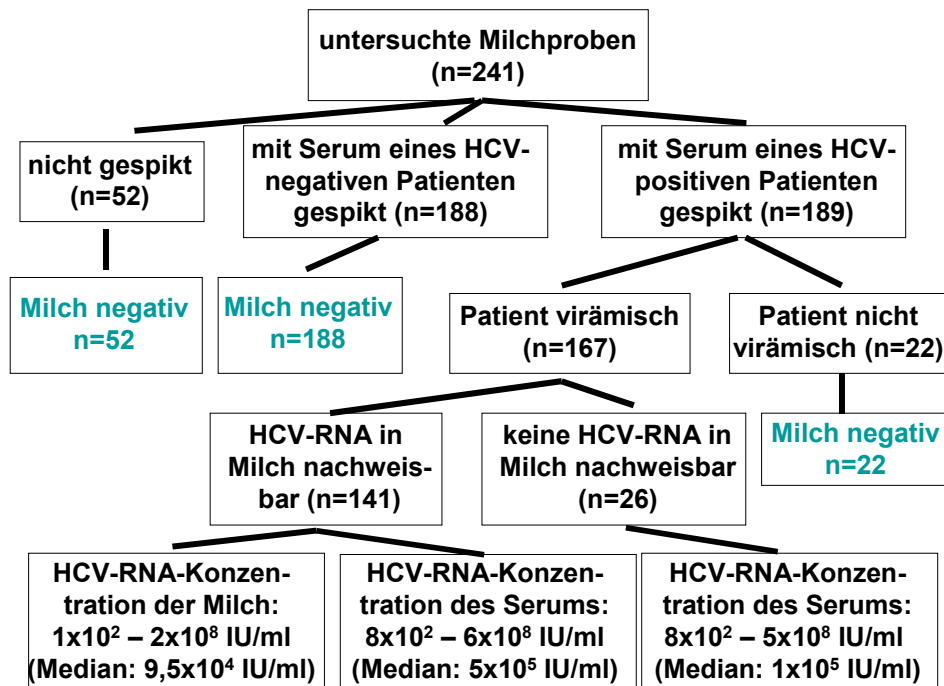 untersuchte Milchproben
(n=241)
nicht gespikt
(n=52)
mit Serum eines HCV-
negativen Patienten
gespikt (n=188)
mit Serum eines HCV-
positiven Patienten
gespikt (n=189)
Milch negativ
n=52
Milch negativ
n=188
Patient virämisch
(n=167)
Patient nicht
virämisch (n=22)
HCV-RNA in
Milch nachweis-
bar (n=141)
keine HCV-RNA in
Milch nachweisbar
(n=26)
Milch negativ
n=22
HCV-RNA-Konzen-
tration der Milch:
1x10² – 2x10⁸ IU/ml
(Median: 9,5x10⁴ IU/ml)
HCV-RNA-Konzen-
tration des Serums:
8x10² – 6x10⁸ IU/ml
(Median: 5x10⁵ IU/ml)
HCV-RNA-Konzen-
tration des Serums:
8x10² – 5x10⁸ IU/ml
(Median: 1x10⁵ IU/ml)